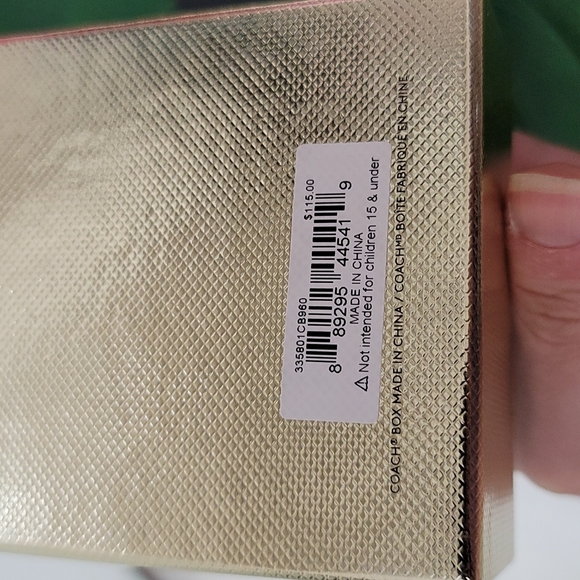 335801CB960 $115.00
8 89295 44541 9
MADE IN CHINA
⚠ Not intended for children 15 & under
COACH® BOX MADE IN CHINA / COACHᴹᴰ BOÎTE FABRIQUÉ EN CHINE